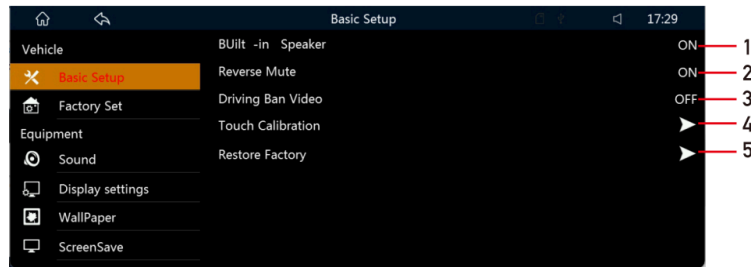 Basic Setup 17:29
Vehicle
Basic Setup
Factory Set
Equipment
Sound
Display settings
WallPaper
ScreenSave
BUilt -in Speaker ON 1
Reverse Mute ON 2
Driving Ban Video OFF 3
Touch Calibration 4
Restore Factory 5